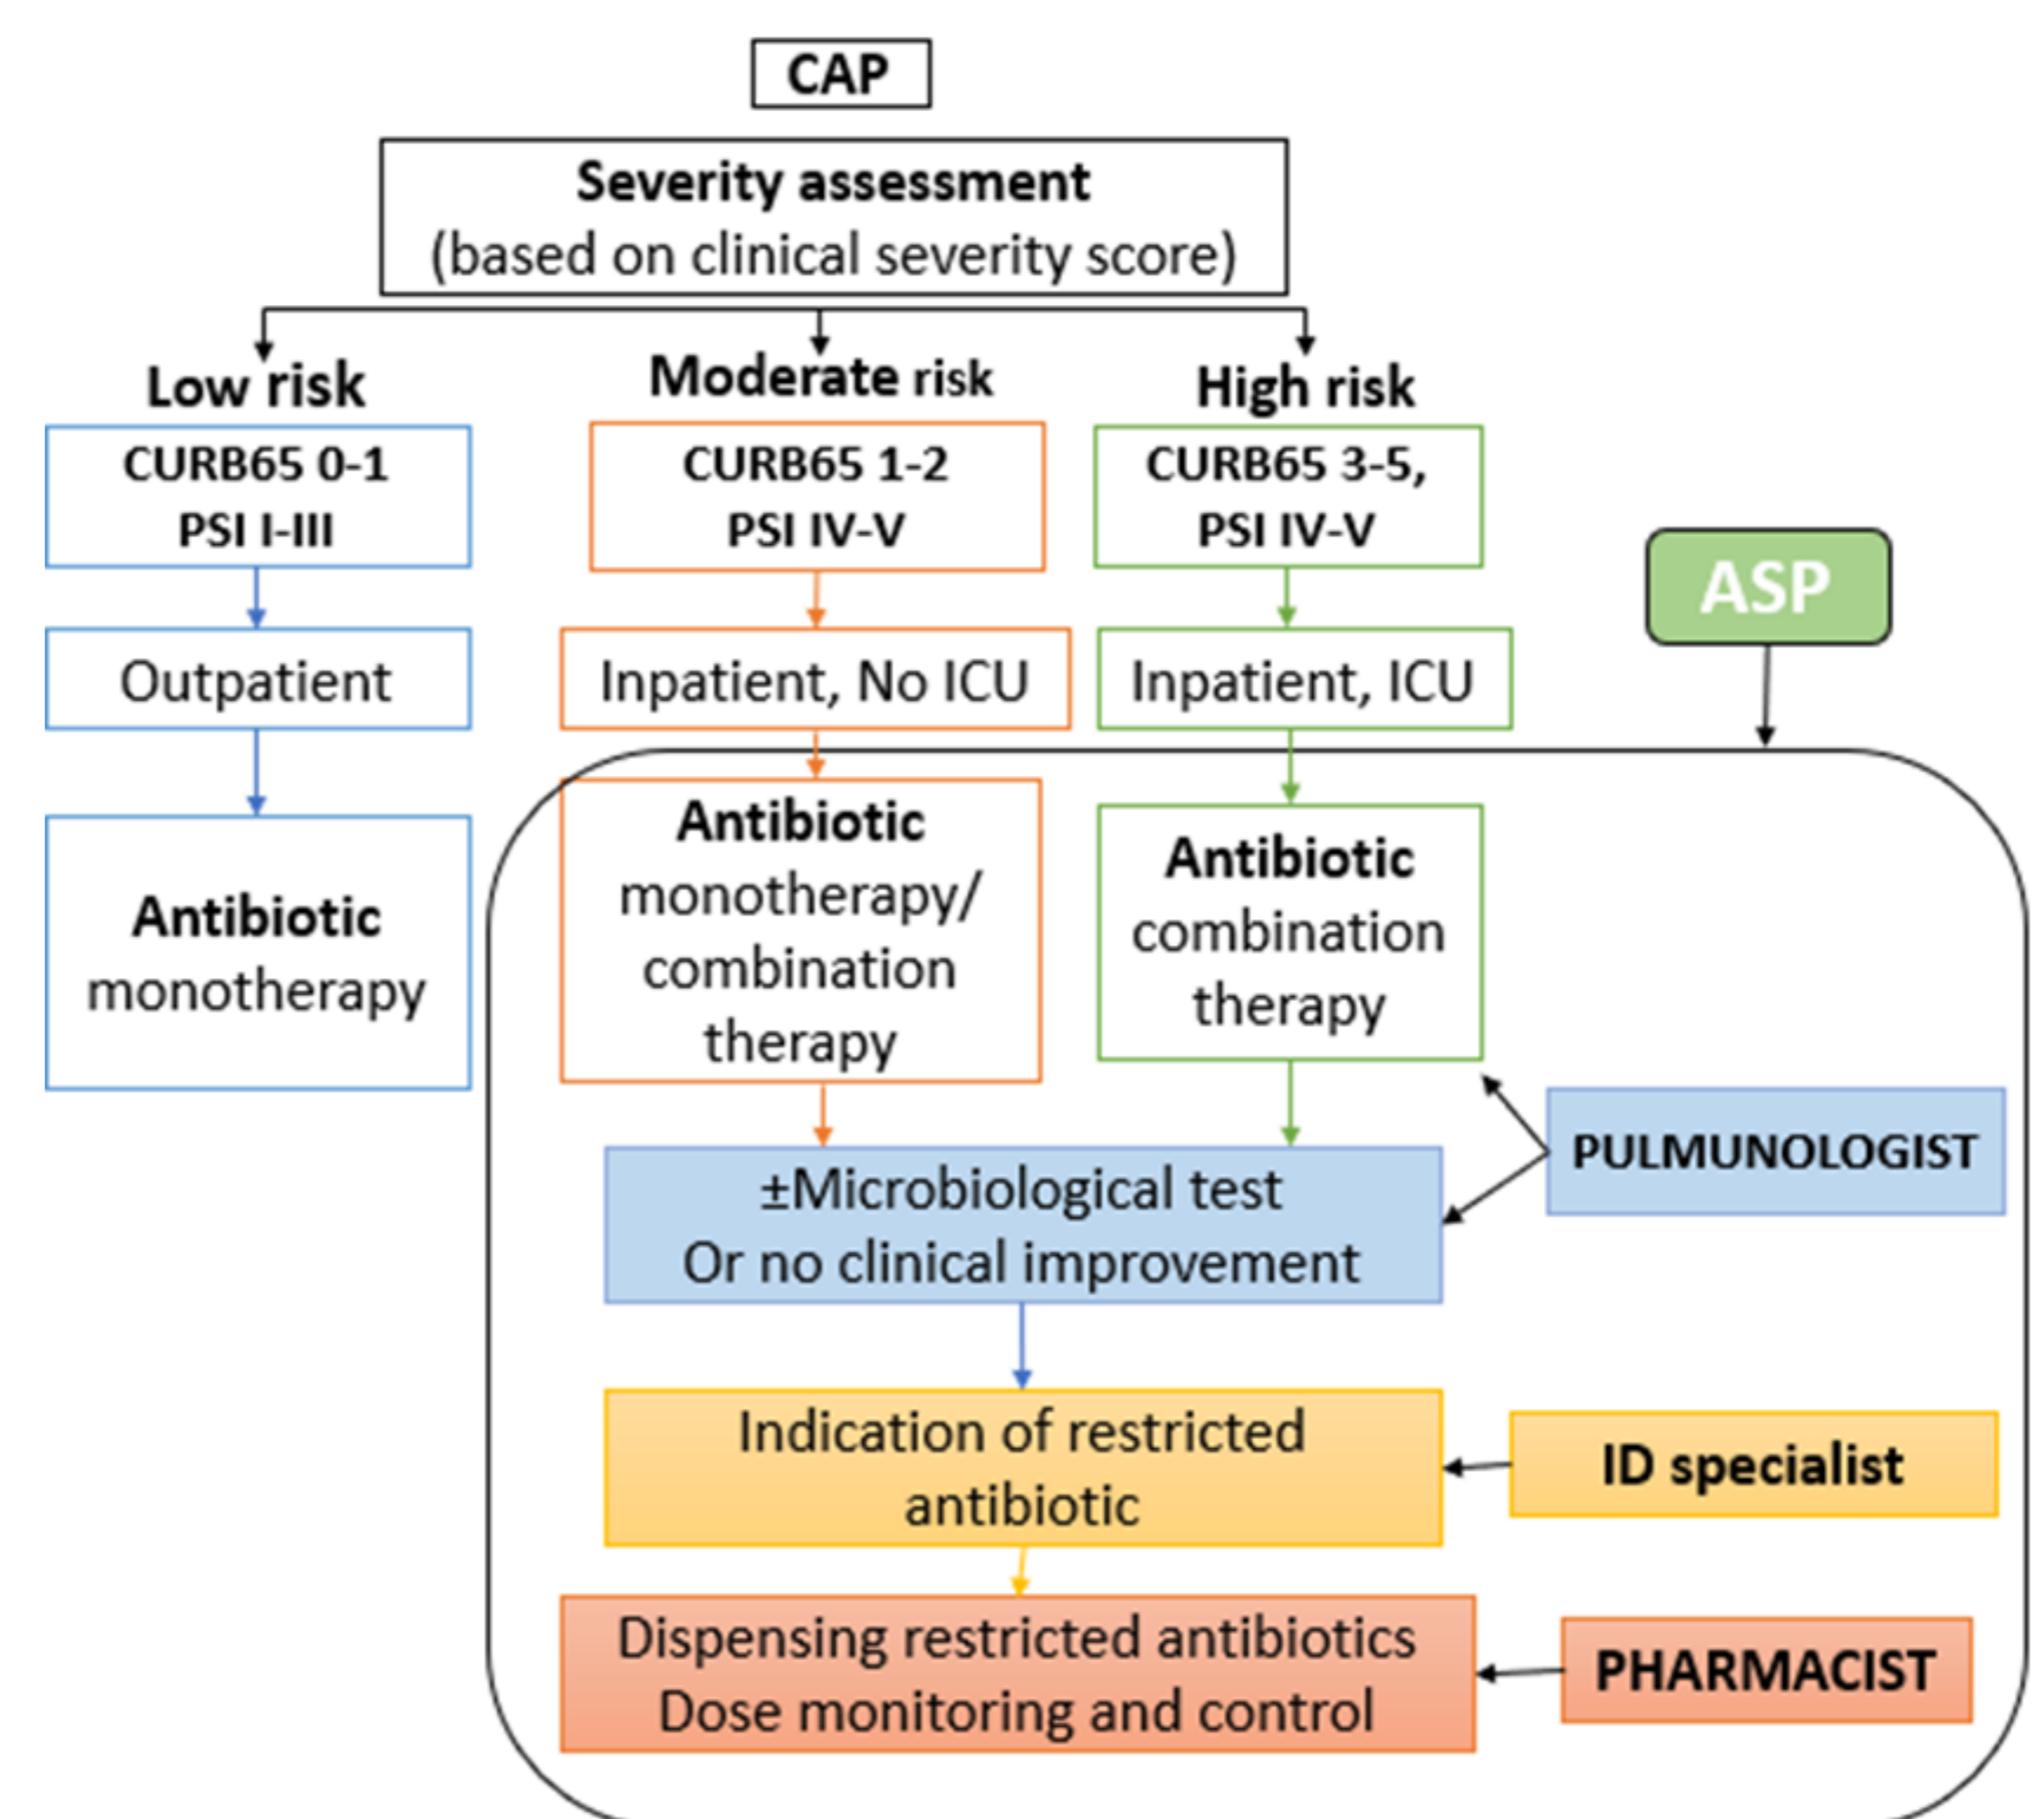 CAP
Severity assessment
(based on clinical severity score)
Low risk
Moderate risk
High risk
CURB65 0-1
PSI I-III
CURB65 1-2
PSI IV-V
CURB65 3-5,
PSI IV-V
ASP
Outpatient
Inpatient, No ICU
Inpatient, ICU
Antibiotic
monotherapy
Antibiotic
monotherapy/
combination
therapy
Antibiotic
combination
therapy
PULMUNOLOGIST
±Microbiological test
Or no clinical improvement
Indication of restricted
antibiotic
ID specialist
Dispensing restricted antibiotics
Dose monitoring and control
PHARMACIST